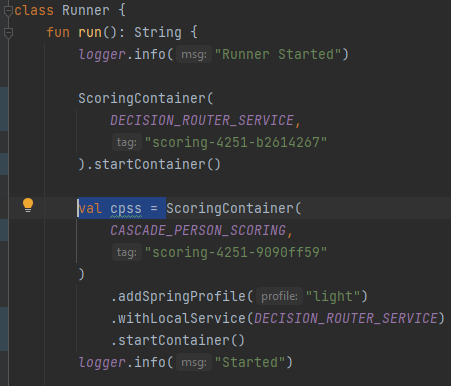 class Runner {
fun run(): String {
logger.info( msg: "Runner Started")
ScoringContainer(
DECISION_ROUTER_SERVICE,
tag: "scoring-4251-b2614267"
).startContainer()
val cpss = ScoringContainer(
CASCADE_PERSON_SCORING,
tag: "scoring-4251-9090ff59"
)
.addSpringProfile( profile: "light")
.withLocalService(DECISION_ROUTER_SERVICE)
.startContainer()
logger.info( msg: "Started")